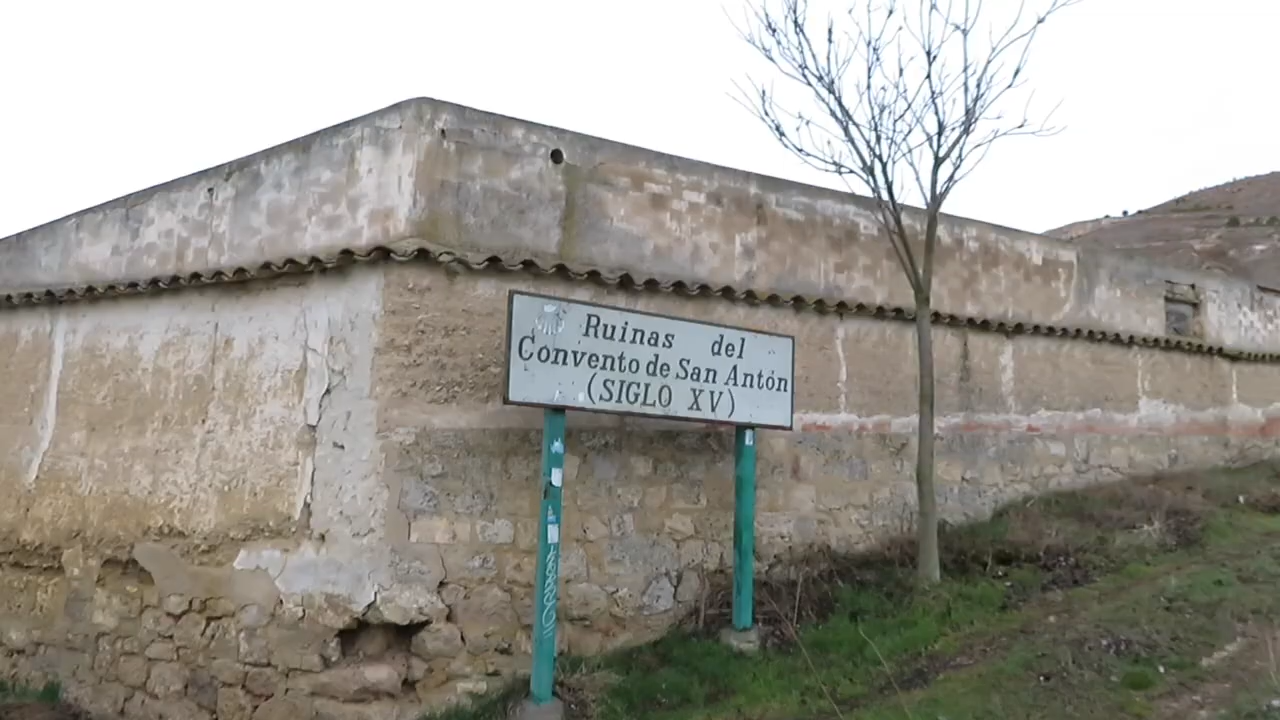 Ruinas del
Convento de San Antón
(SIGLO XV)